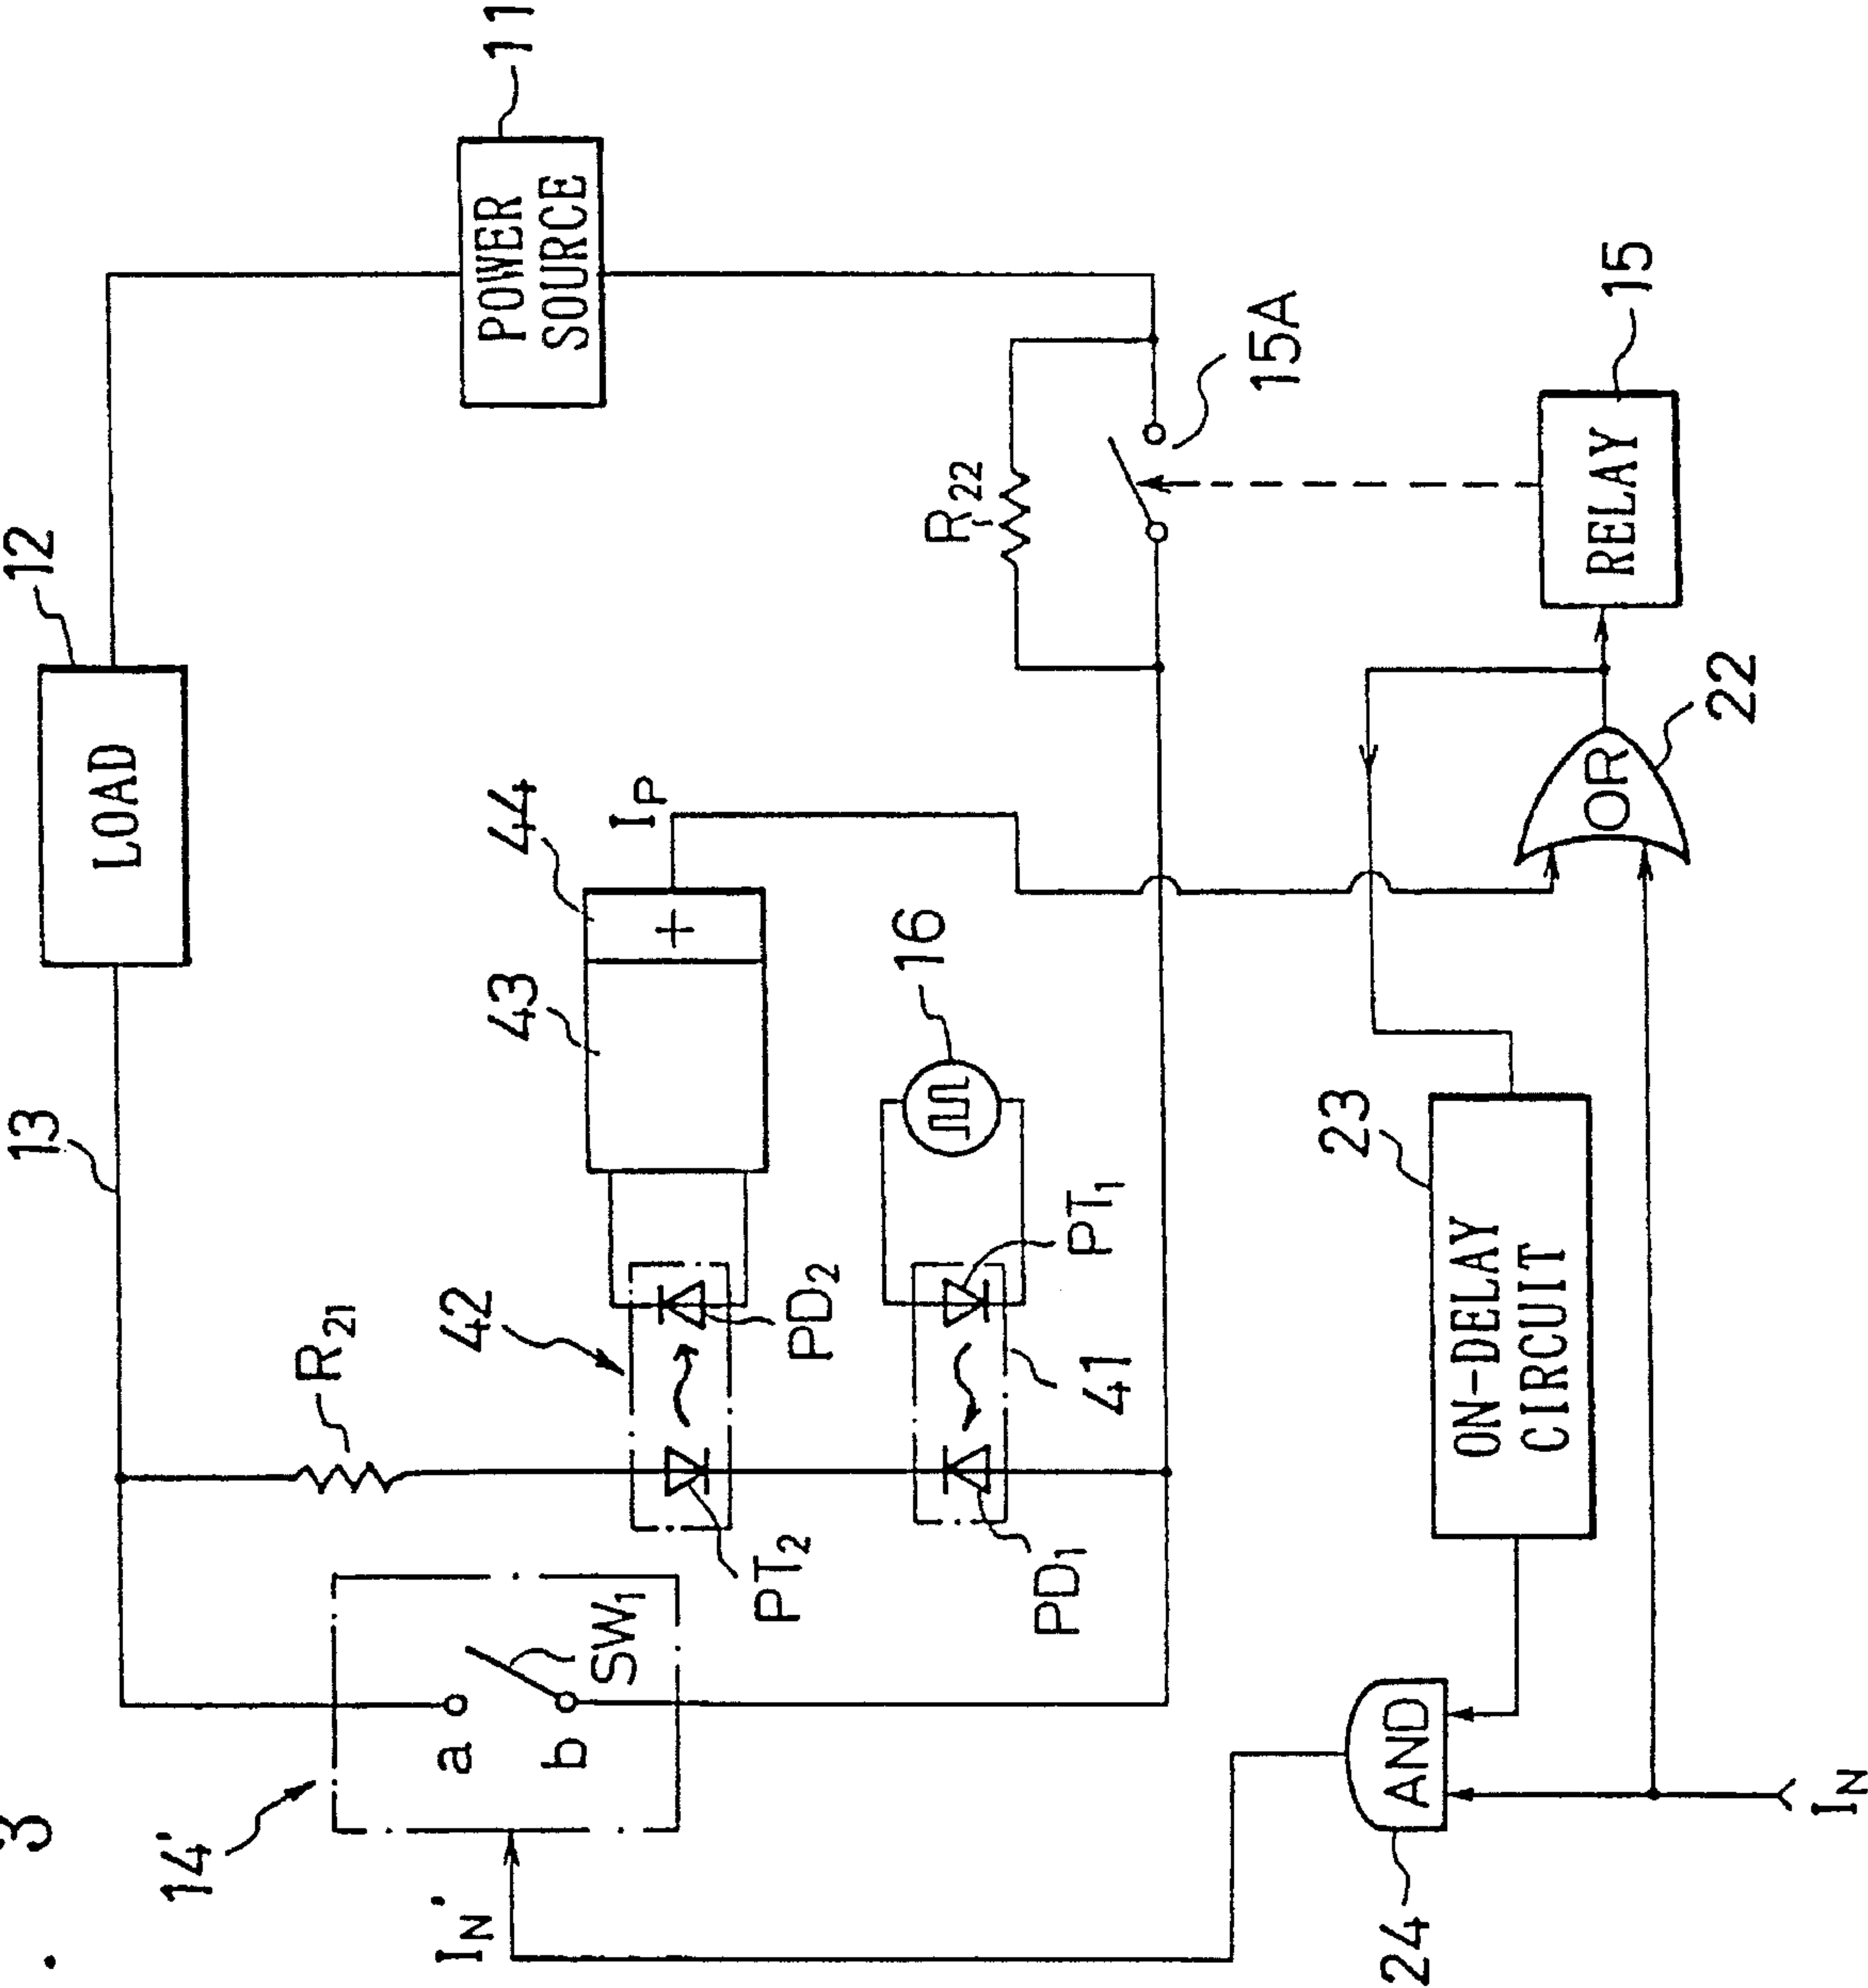 . 3
11
POWER
SOURCE
12
LOAD
13
R21
R22
15A
15
RELAY
44
43
IP
16
42
PD2
PT2
PT1
41
PD1
14'
a
b
SW1
IN'
OR
22
23
ON-DELAY
CIRCUIT
AND
24
IN